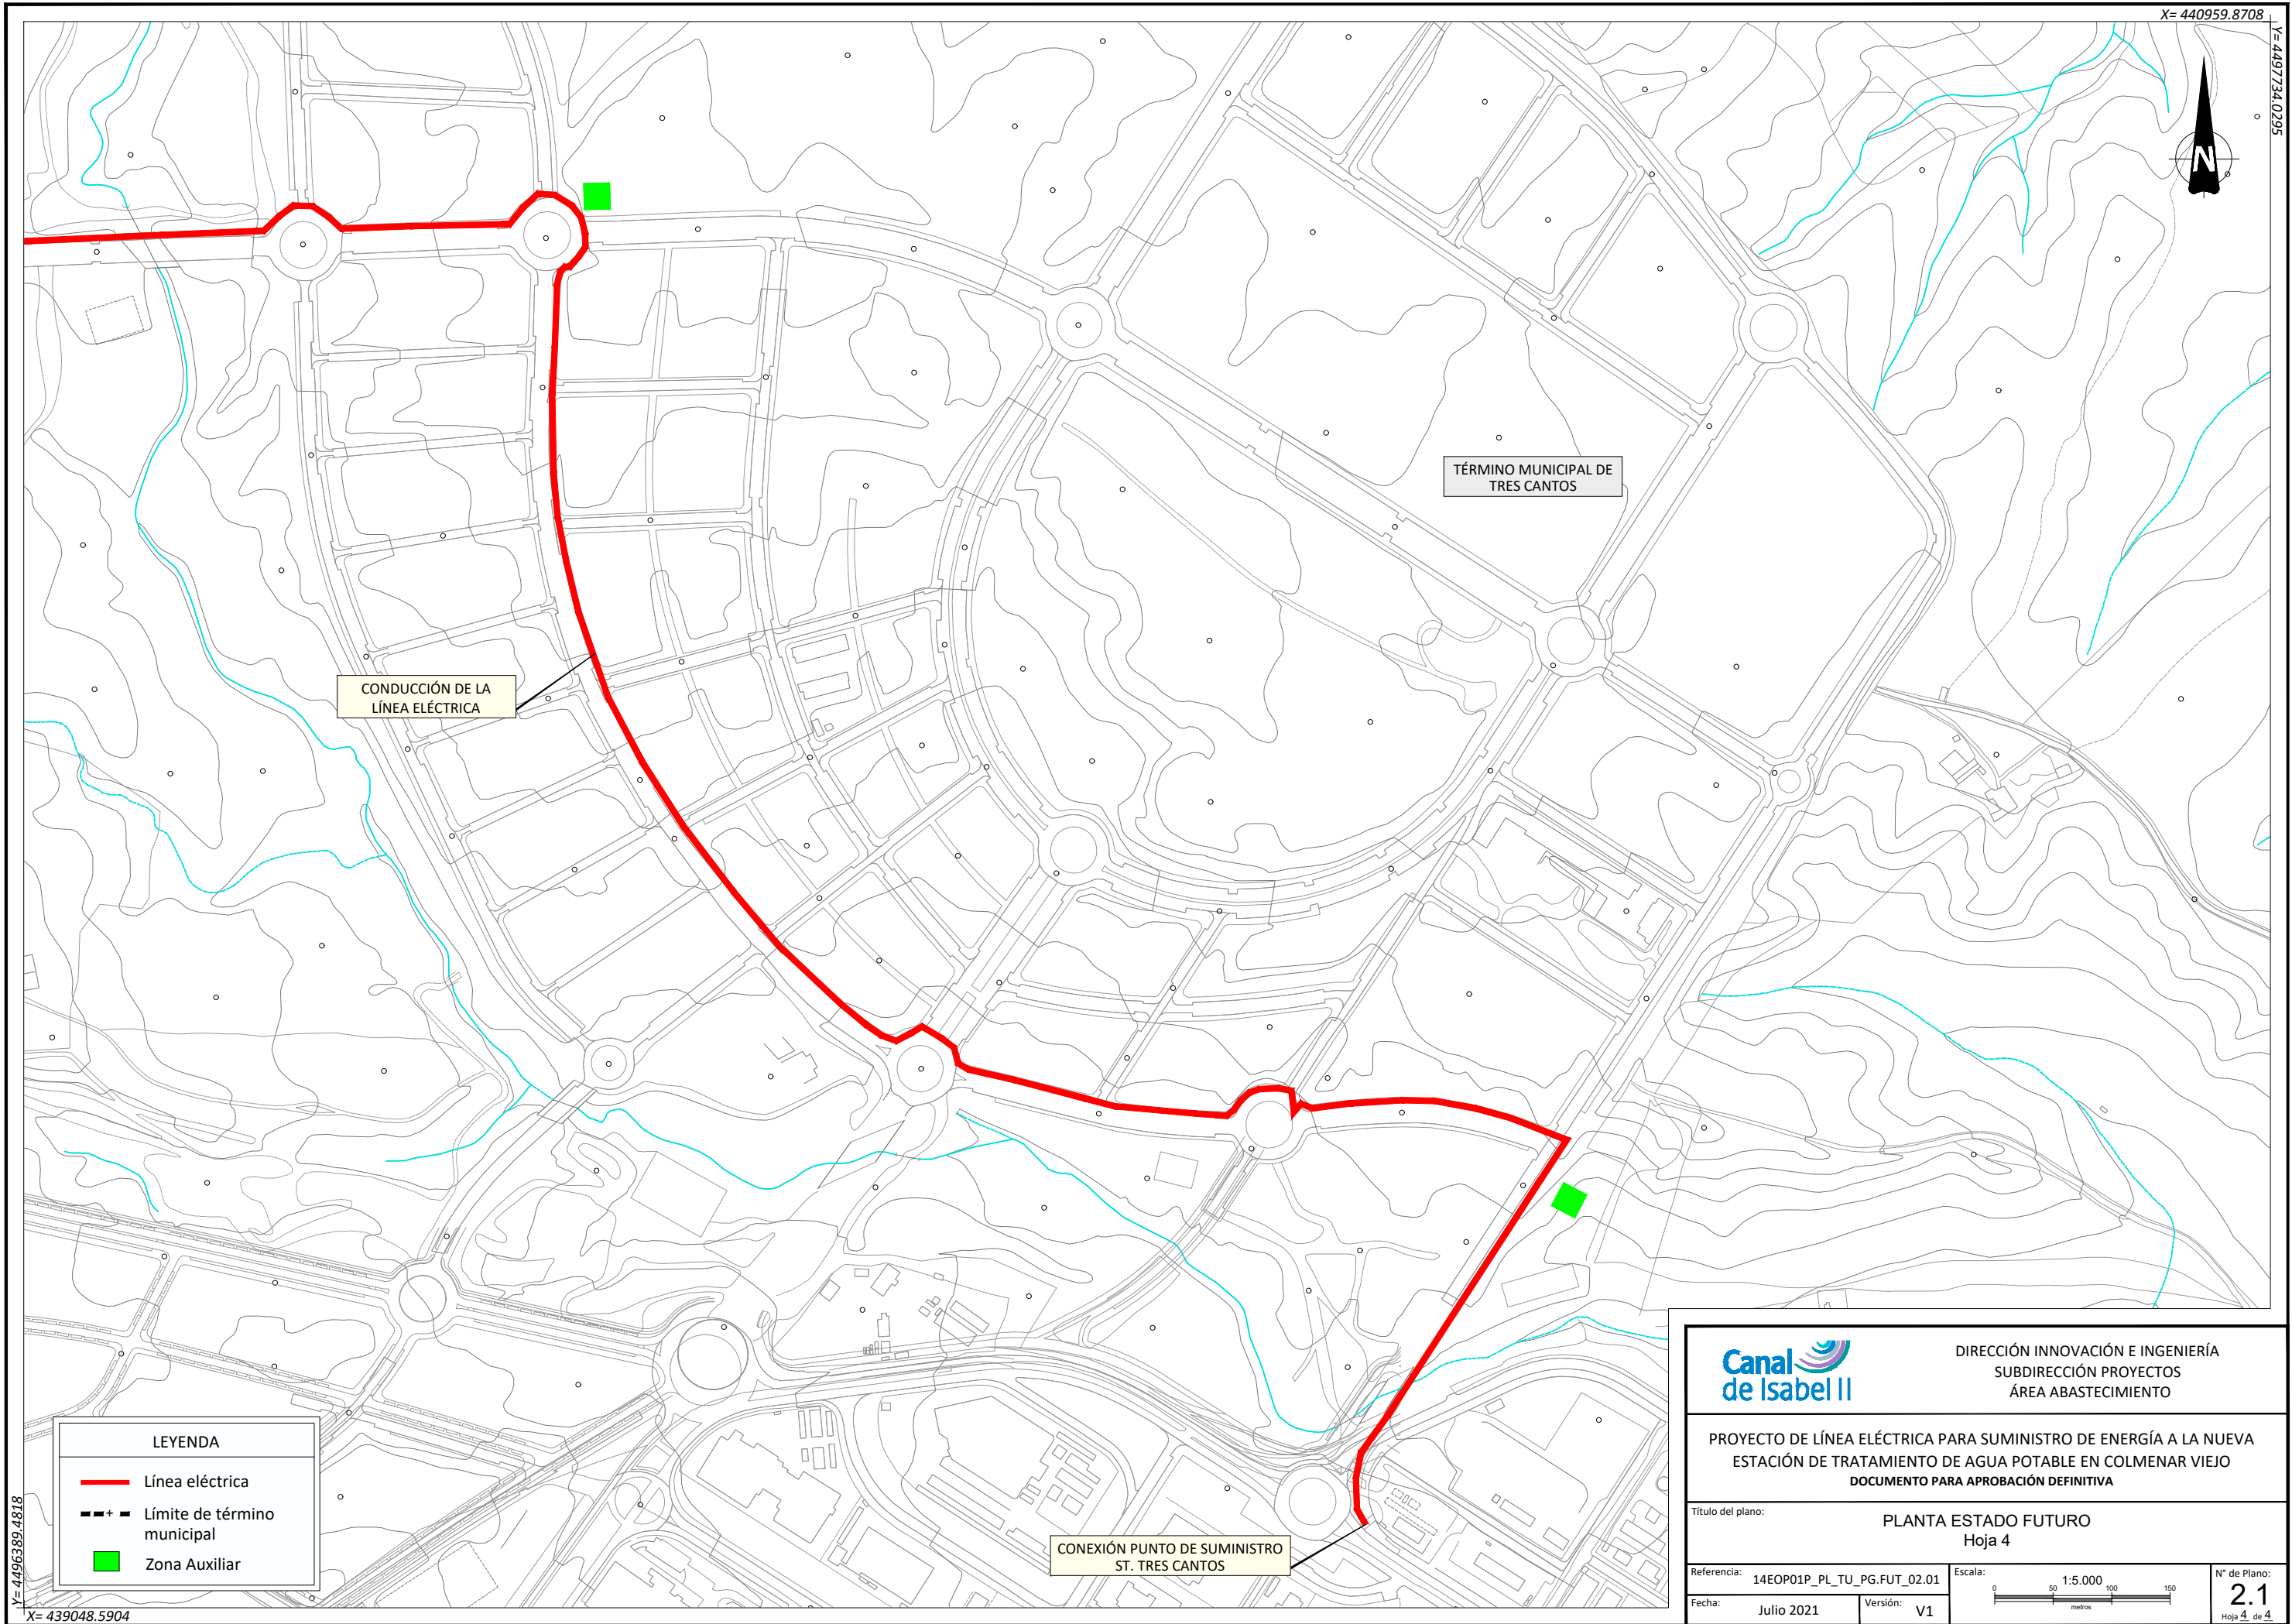 X= 440959.8708
Y= 4497734.0295
N
TÉRMINO MUNICIPAL DE
TRES CANTOS
CONDUCCIÓN DE LA
LÍNEA ELÉCTRICA
CONEXIÓN PUNTO DE SUMINISTRO
ST. TRES CANTOS
LEYENDA
Línea eléctrica
Límite de término
municipal
Zona Auxiliar
Y= 4496389.4818
X= 439048.5904
Canal
de Isabel II
DIRECCIÓN INNOVACIÓN E INGENIERÍA
SUBDIRECCIÓN PROYECTOS
ÁREA ABASTECIMIENTO
PROYECTO DE LÍNEA ELÉCTRICA PARA SUMINISTRO DE ENERGÍA A LA NUEVA
ESTACIÓN DE TRATAMIENTO DE AGUA POTABLE EN COLMENAR VIEJO
DOCUMENTO PARA APROBACIÓN DEFINITIVA
Título del plano:
PLANTA ESTADO FUTURO
Hoja 4
Referencia: 14EOP01P_PL_TU_PG.FUT_02.01
Escala:
1:5.000
0 50 100 150
metros
N° de Plano:
2.1
Hoja 4 de 4
Fecha: Julio 2021
Versión: V1